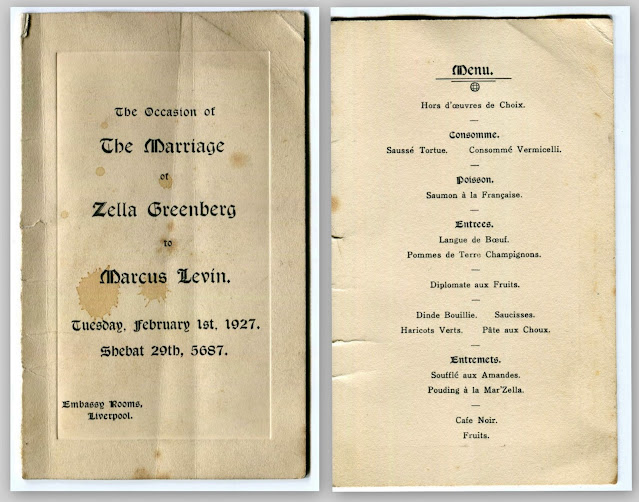 The Occasion of
The Marriage
of
Zella Greenberg
to
Marcus Levin.
Tuesday, February 1st, 1927.
Shebat 29th, 5687.
Embassy Rooms,
Liverpool.
Menu.
Hors d'œuvres de Choix.
Consomme.
Saussé Tortue. Consommé Vermicelli.
Poisson.
Saumon à la Française.
Entrees.
Langue de Bœuf.
Pommes de Terre Champignons.
Diplomate aux Fruits.
Dinde Bouillie. Saucisses.
Haricots Verts. Pâte aux Choux.
Entremets.
Soufflé aux Amandes.
Pouding à la Mar'Zella.
Cafe Noir.
Fruits.